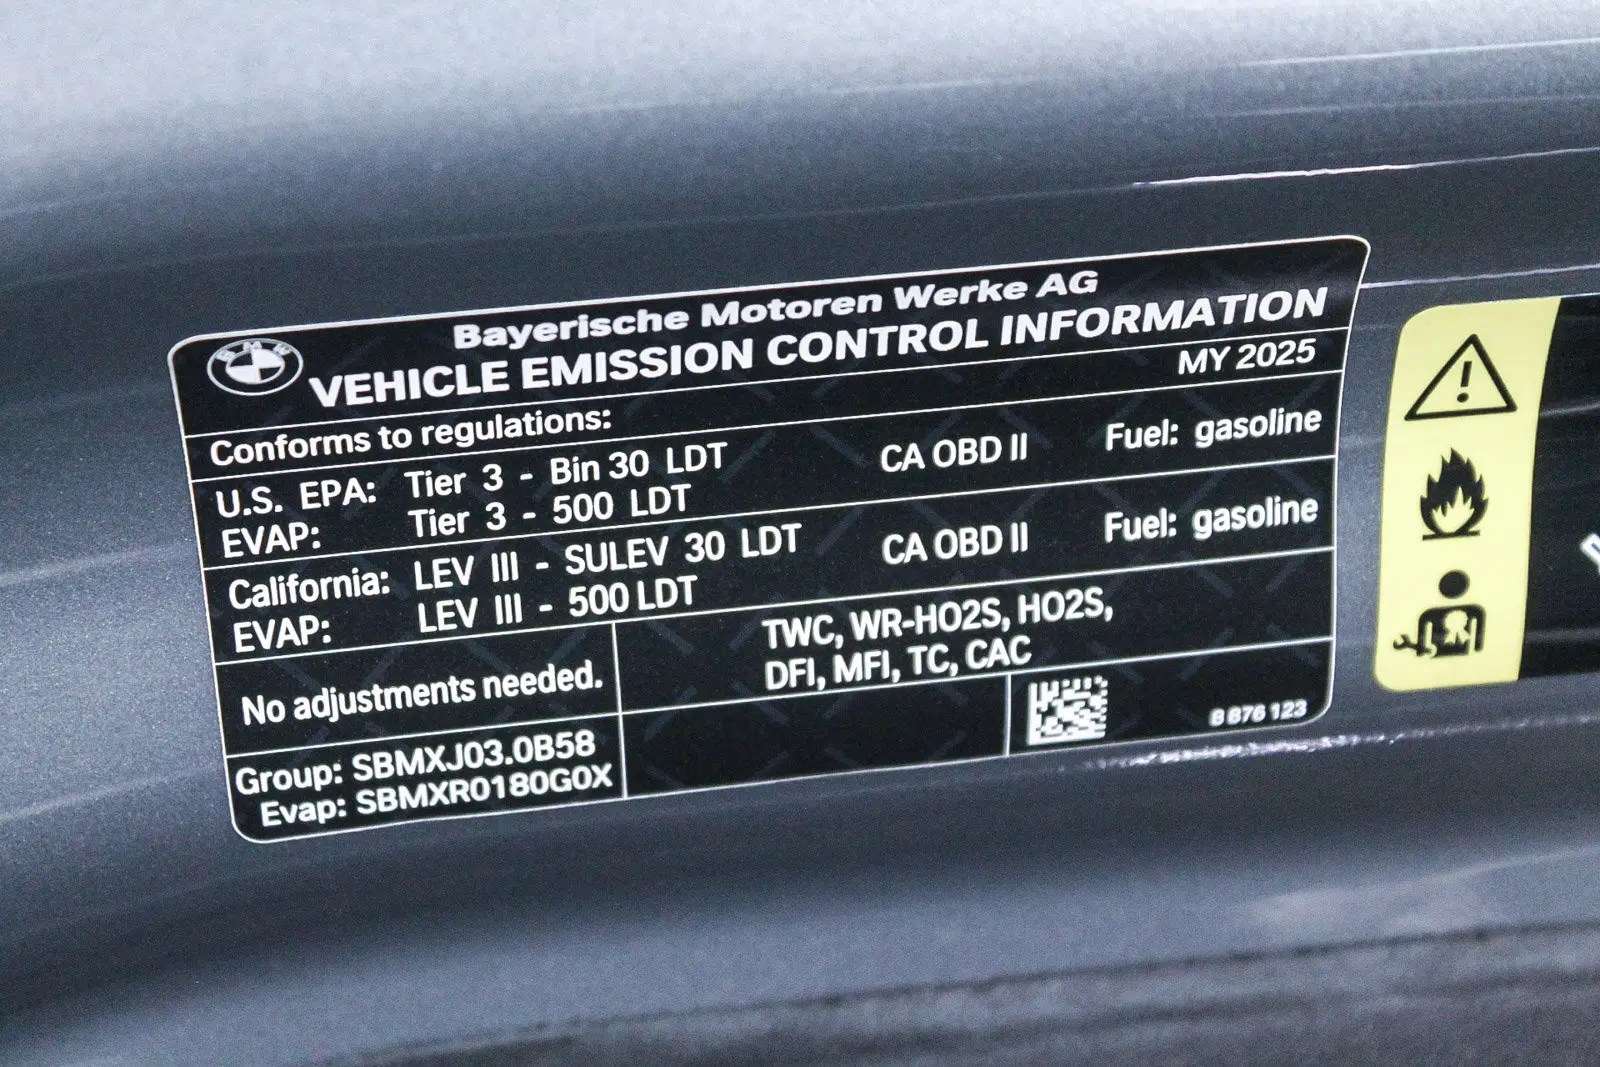 BMW
Bayerische Motoren Werke AG
VEHICLE EMISSION CONTROL INFORMATION
Conforms to regulations: MY 2025
U.S. EPA: Tier 3 - Bin 30 LDT CA OBD II Fuel: gasoline
EVAP: Tier 3 - 500 LDT
California: LEV III - SULEV 30 LDT CA OBD II Fuel: gasoline
EVAP: LEV III - 500 LDT
No adjustments needed.
TWC, WR-HO2S, HO2S,
DFI, MFI, TC, CAC
Group: SBMXJ03.0B58
Evap: SBMXR0180G0X
8 876 123